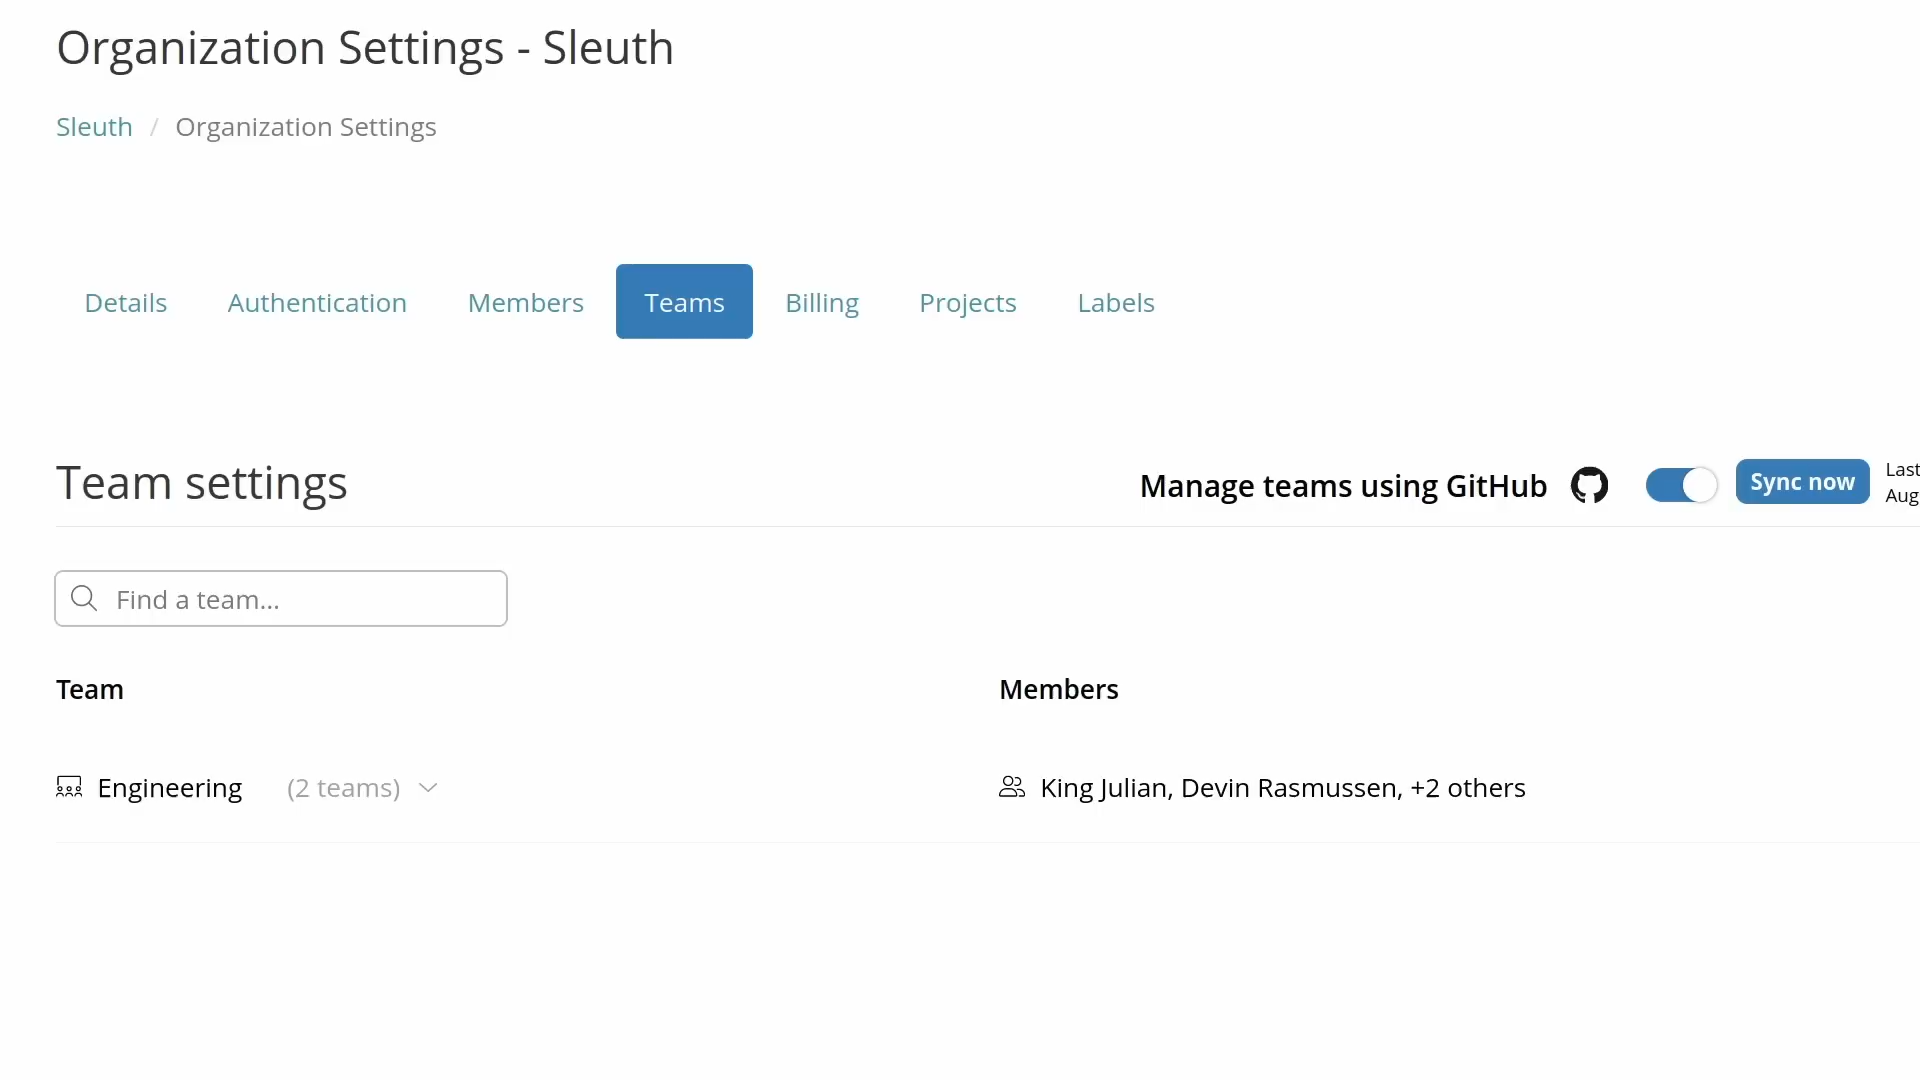 Organization Settings - Sleuth
Sleuth / Organization Settings
Details Authentication Members Teams Billing Projects Labels
Team settings Manage teams using GitHub Sync now Last
Aug
Find a team...
Team Members
Engineering (2 teams) King Julian, Devin Rasmussen, +2 others